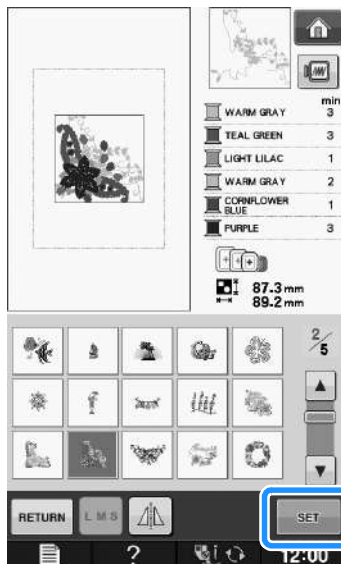 min
WARM GRAY 3
TEAL GREEN 3
LIGHT LILAC 1
WARM GRAY 2
CORNFLOWER
BLUE 1
PURPLE 3
87.3 mm
89.2 mm
2/5
RETURN L M S SET
? i 12:00